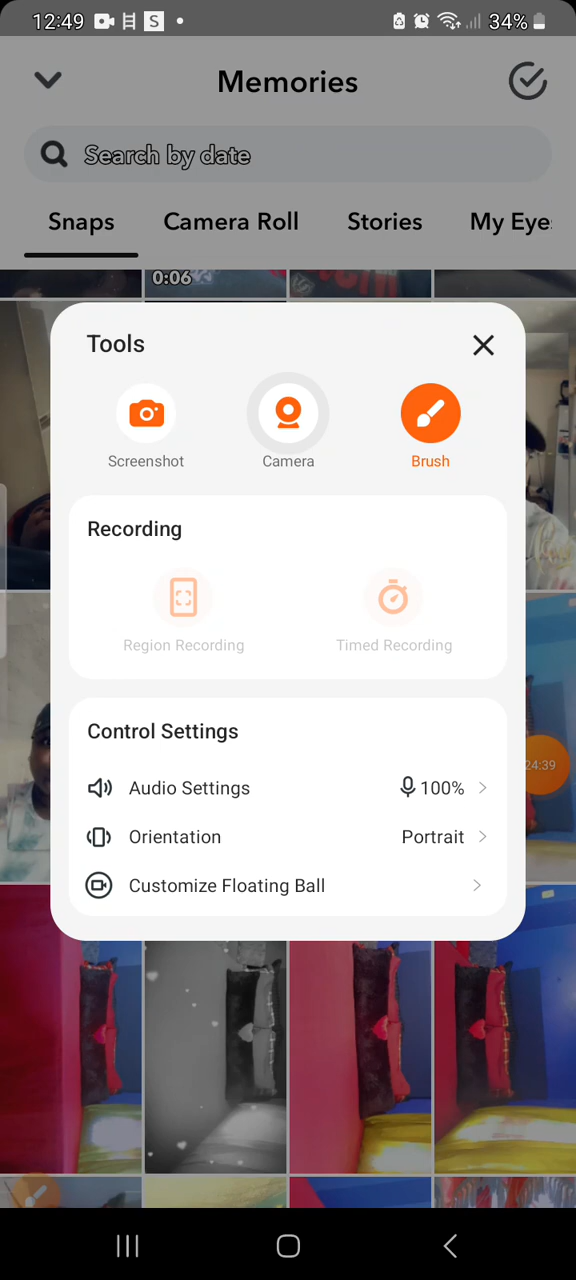 12:49 S 34%
Memories
Search by date
Snaps Camera Roll Stories My Eyes
0:06
Tools
Screenshot Camera Brush
Recording
Region Recording Timed Recording
Control Settings
Audio Settings 100%
24:39
Orientation Portrait
Customize Floating Ball